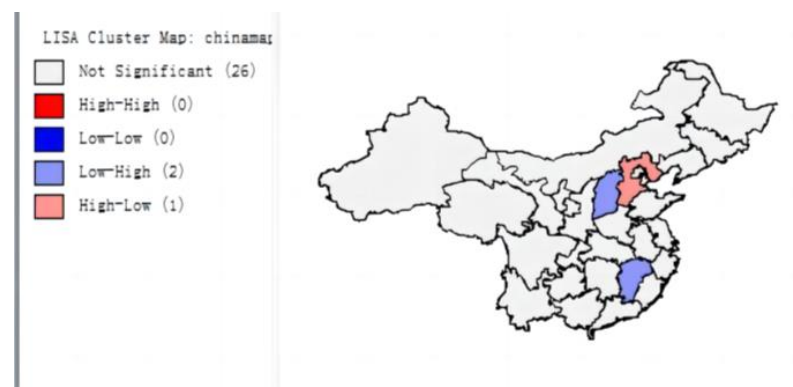 LISA Cluster Map: chinamap
Not Significant (26)
High-High (0)
Low-Low (0)
Low-High (2)
High-Low (1)